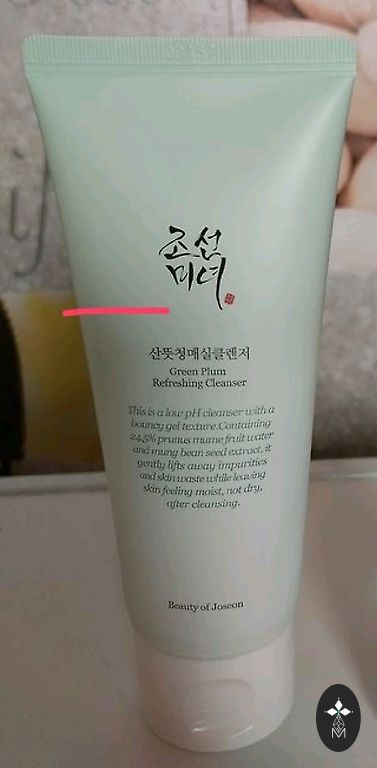 조선
미녀
산뜻청매실클렌저
Green Plum
Refreshing Cleanser
This is a low pH cleanser with a
bouncy gel texture.Containing
24.5% prunus mume fruit water
and mung bean seed extract, it
gently lifts away impurities
and skin waste while leaving
skin feeling moist, not dry,
after cleansing.
Beauty of Joseon